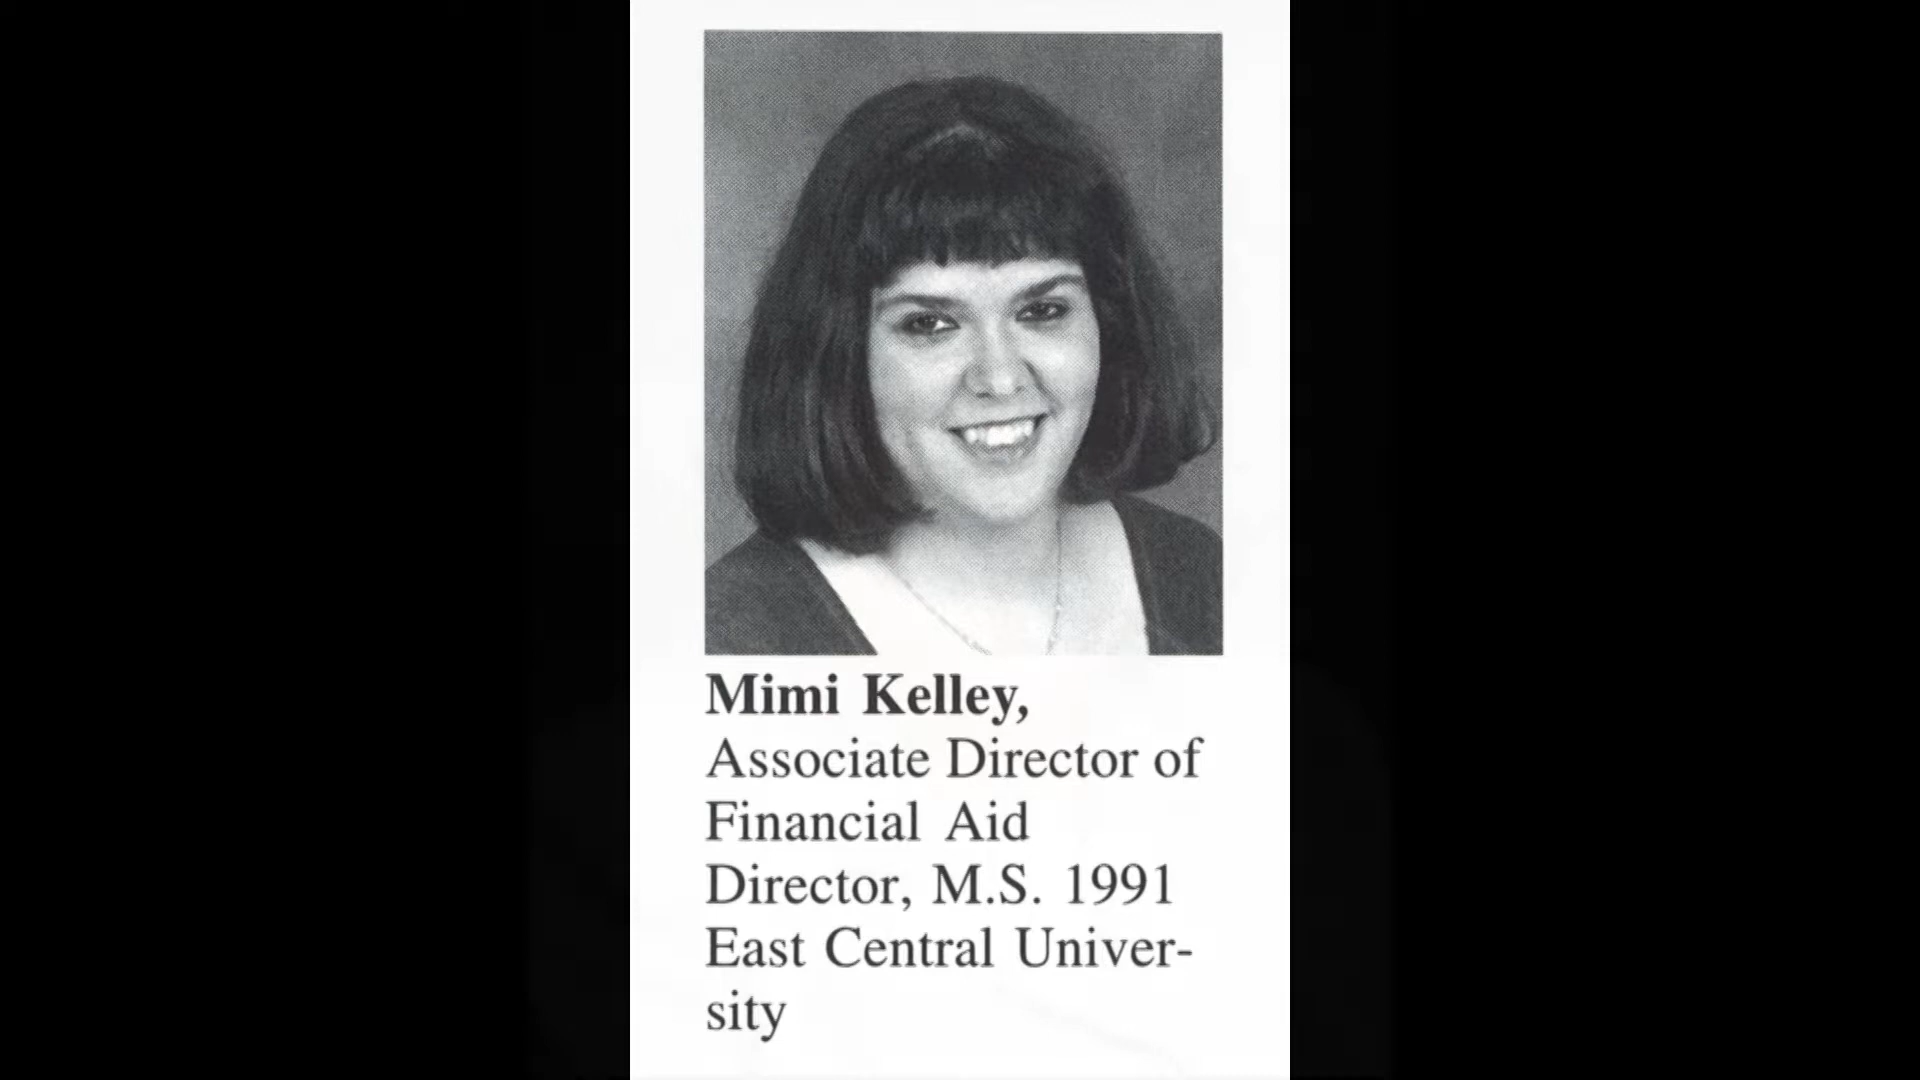 Mimi Kelley,
Associate Director of
Financial Aid
Director, M.S. 1991
East Central Univer-
sity